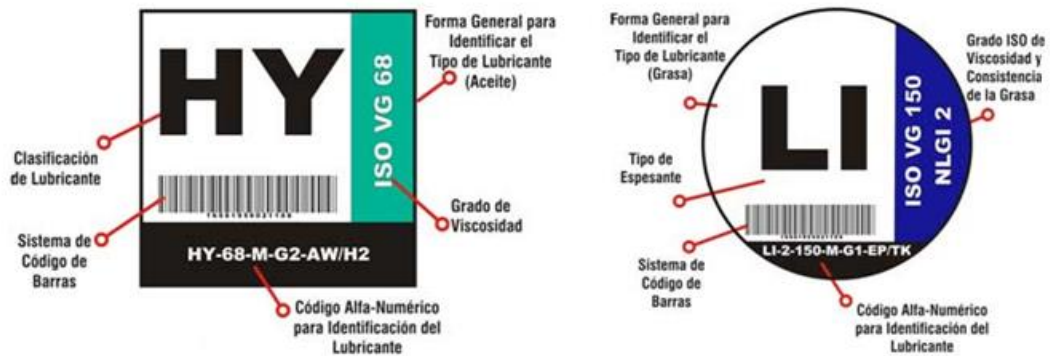 HY
ISO VG 68
HY-68-M-G2-AW/H2
Clasificación
de Lubricante
Sistema de
Código de
Barras
Forma General para
Identificar el
Tipo de Lubricante
(Aceite)
Grado de
Viscosidad
Código Alfa-Numérico
para Identificación del
Lubricante
Forma General para
Identificar el
Tipo de Lubricante
(Grasa)
LI
ISO VG 150
NLGI 2
LI-2-150-M-G1-EP/TK
Grado ISO de
Viscosidad y
Consistencia
de la Grasa
Tipo de
Espesante
Sistema de
Código de
Barras
Código Alfa-Numérico
para Identificación del
Lubricante